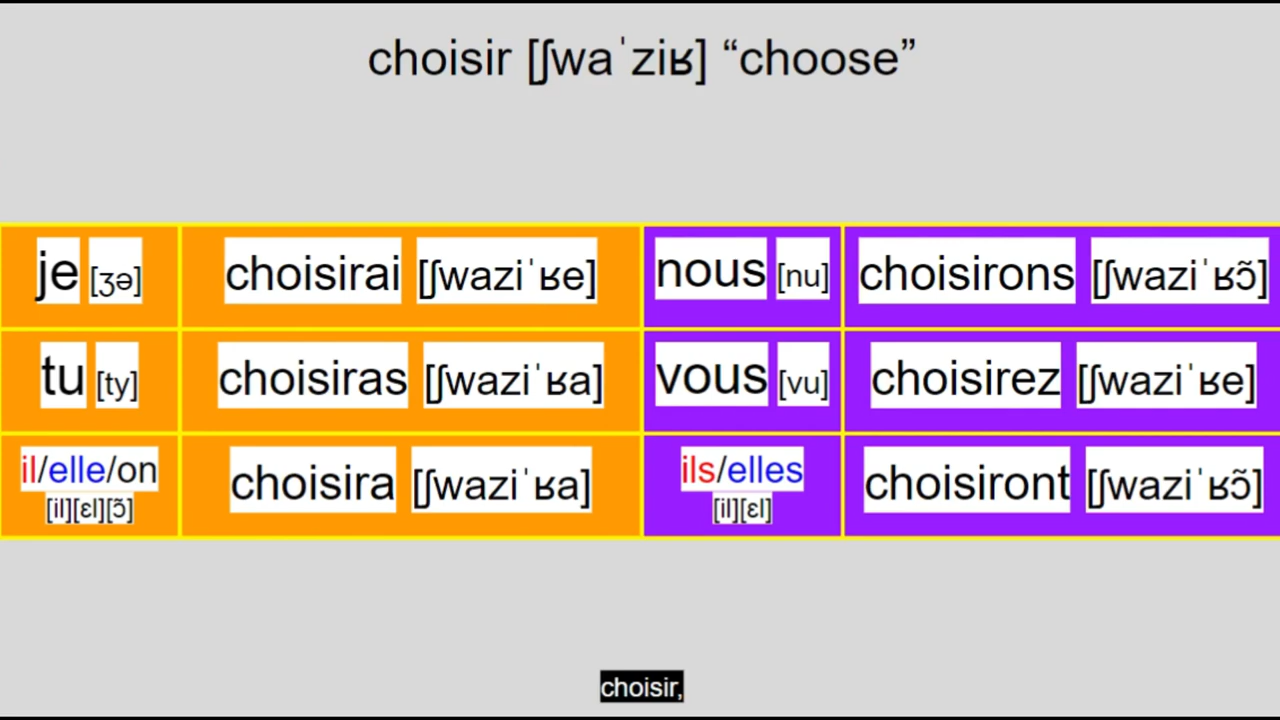 choisir [ʃwaˈziʁ] “choose”
je [ʒə] choisirai [ʃwaziˈʁe] nous [nu] choisirons [ʃwaziˈʁɔ̃]
tu [ty] choisiras [ʃwaziˈʁa] vous [vu] choisirez [ʃwaziˈʁe]
il/elle/on choisira [ʃwaziˈʁa] ils/elles choisiront [ʃwaziˈʁɔ̃]
[il][ɛl][ɔ̃] [il][ɛl]
choisir,